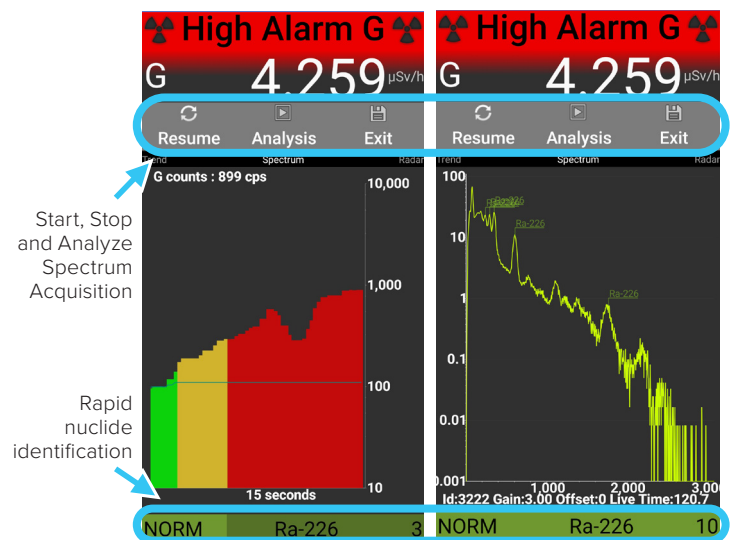 High Alarm G
G 4.259 µSv/h
Resume Analysis Exit
Trend Spectrum Radar
G counts : 899 cps
10,000
1,000
100
10
15 seconds
NORM Ra-226 3
High Alarm G
G 4.259 µSv/h
Resume Analysis Exit
Trend Spectrum Radar
100
10
1
0.1
0.01
0.001
Ra-226
Ra-226
Ra-226
1,000 2,000 3,000
Id:3222 Gain:3.00 Offset:0 Live Time:120.7
NORM Ra-226 10
Start, Stop
and Analyze
Spectrum
Acquisition
Rapid
nuclide
identification